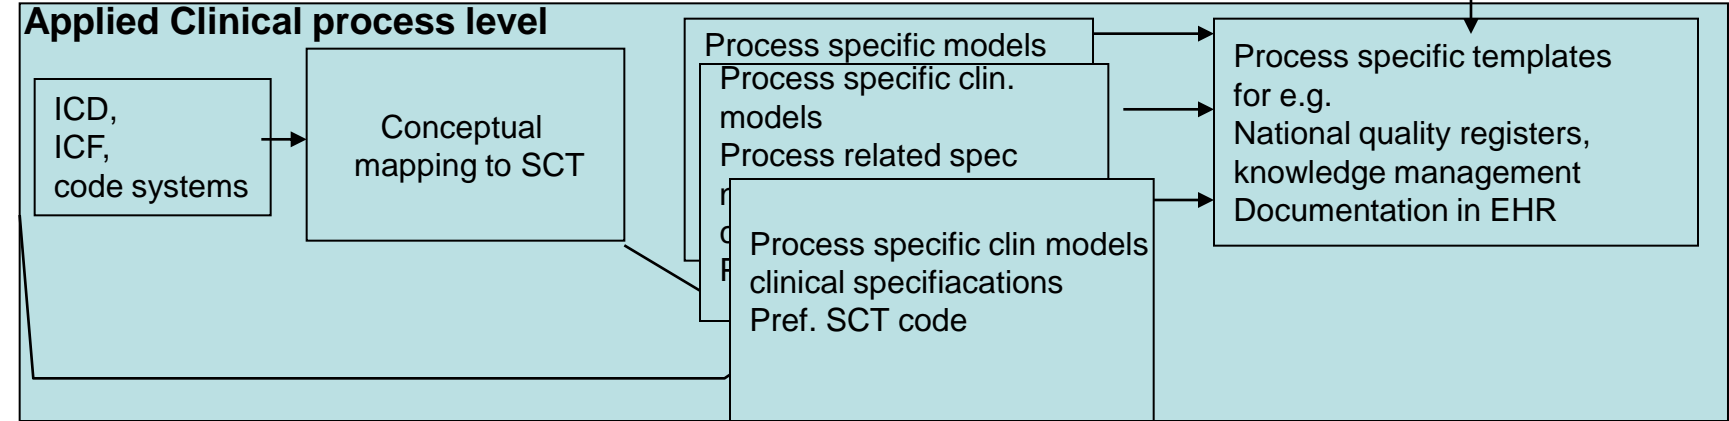 Applied Clinical process level
ICD,
ICF,
code systems
Conceptual
mapping to SCT
Process specific models
Process specific clin.
models
Process related spec
Process specific clin models
clinical specifiacations
Pref. SCT code
Process specific templates
for e.g.
National quality registers,
knowledge management
Documentation in EHR